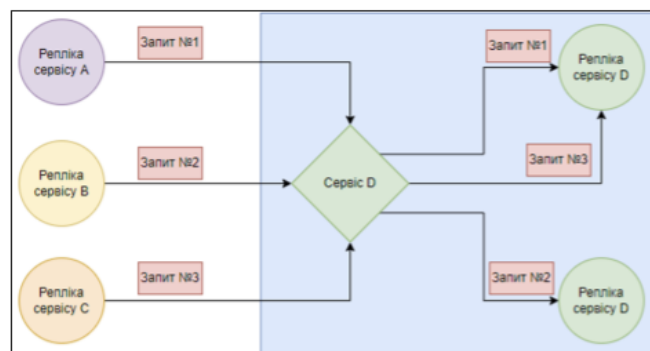 Репліка
сервісу A
Запит №1
Запит №1
Репліка
сервісу D
Репліка
сервісу B
Запит №2
Сервіс D
Запит №3
Репліка
сервісу C
Запит №3
Запит №2
Репліка
сервісу D